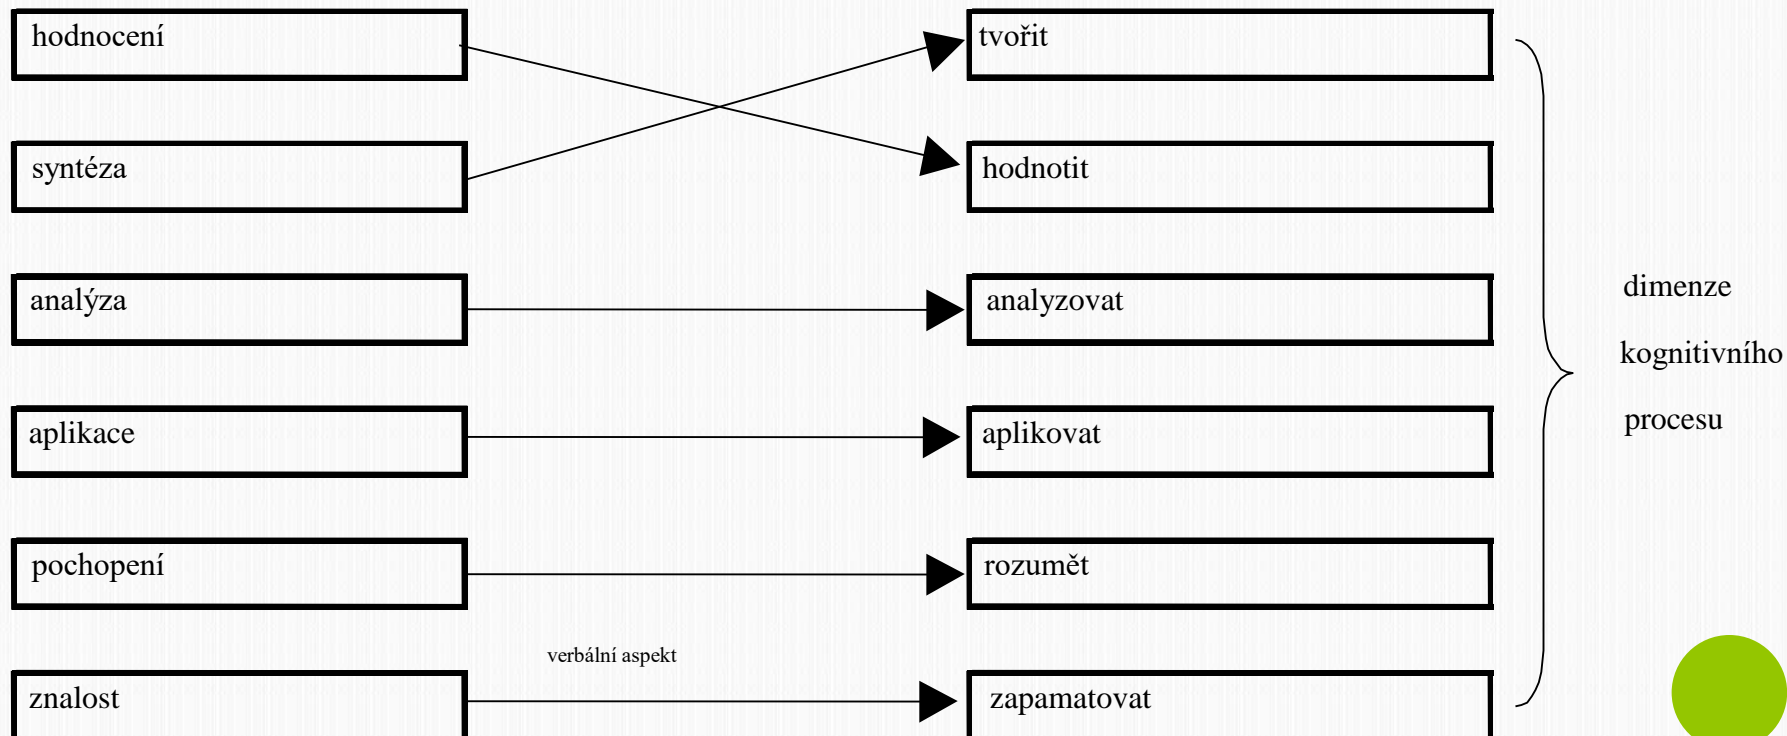 hodnocení
tvořit
syntéza
hodnotit
analýza
analyzovat
aplikace
aplikovat
pochopení
rozumět
znalost
verbální aspekt
zapamatovat
dimenze
kognitivního
procesu